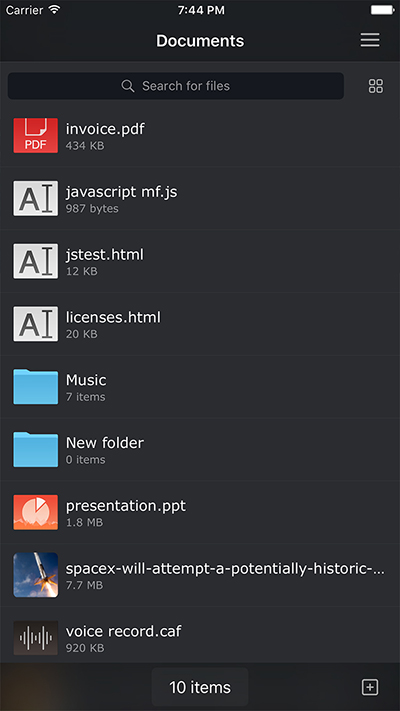 Carrier 7:44 PM
Documents
Search for files
PDF
invoice.pdf
434 KB
AI
javascript mf.js
987 bytes
AI
jstest.html
12 KB
AI
licenses.html
20 KB
Music
7 items
New folder
0 items
presentation.ppt
1.8 MB
spacex-will-attempt-a-potentially-historic-...
7.7 MB
voice record.caf
920 KB
10 items